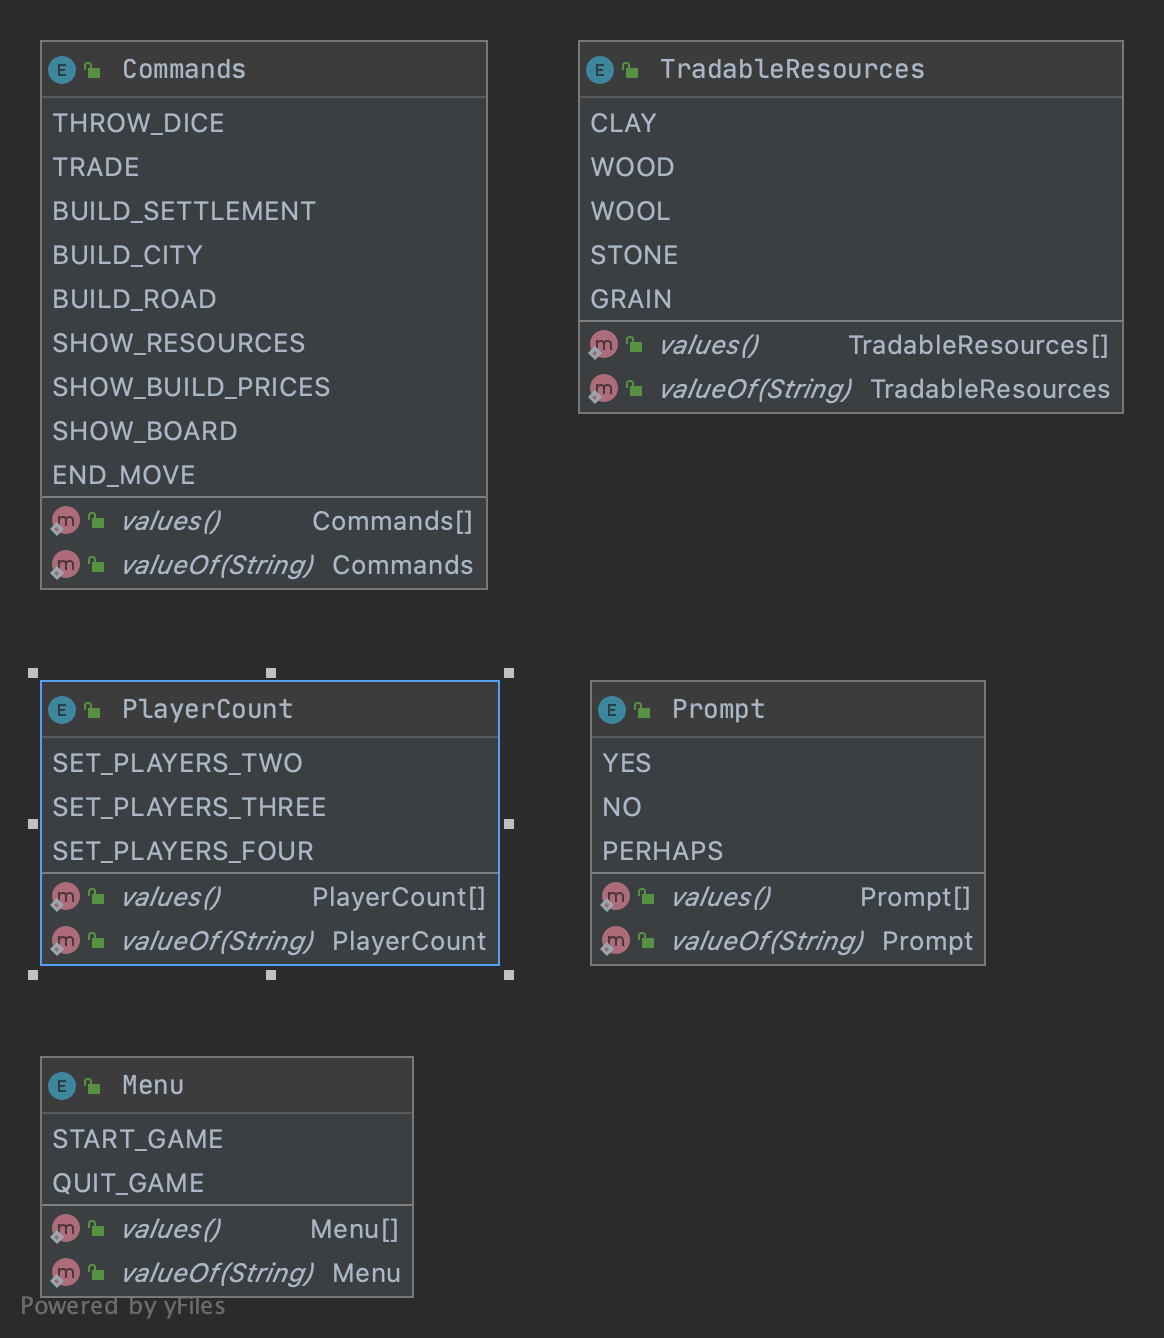 E Commands
THROW_DICE
TRADE
BUILD_SETTLEMENT
BUILD_CITY
BUILD_ROAD
SHOW_RESOURCES
SHOW_BUILD_PRICES
SHOW_BOARD
END_MOVE
m values() Commands[]
m valueOf(String) Commands
E TradableResources
CLAY
WOOD
WOOL
STONE
GRAIN
m values() TradableResources[]
m valueOf(String) TradableResources
E PlayerCount
SET_PLAYERS_TWO
SET_PLAYERS_THREE
SET_PLAYERS_FOUR
m values() PlayerCount[]
m valueOf(String) PlayerCount
E Prompt
YES
NO
PERHAPS
m values() Prompt[]
m valueOf(String) Prompt
E Menu
START_GAME
QUIT_GAME
m values() Menu[]
m valueOf(String) Menu
Powered by yFiles